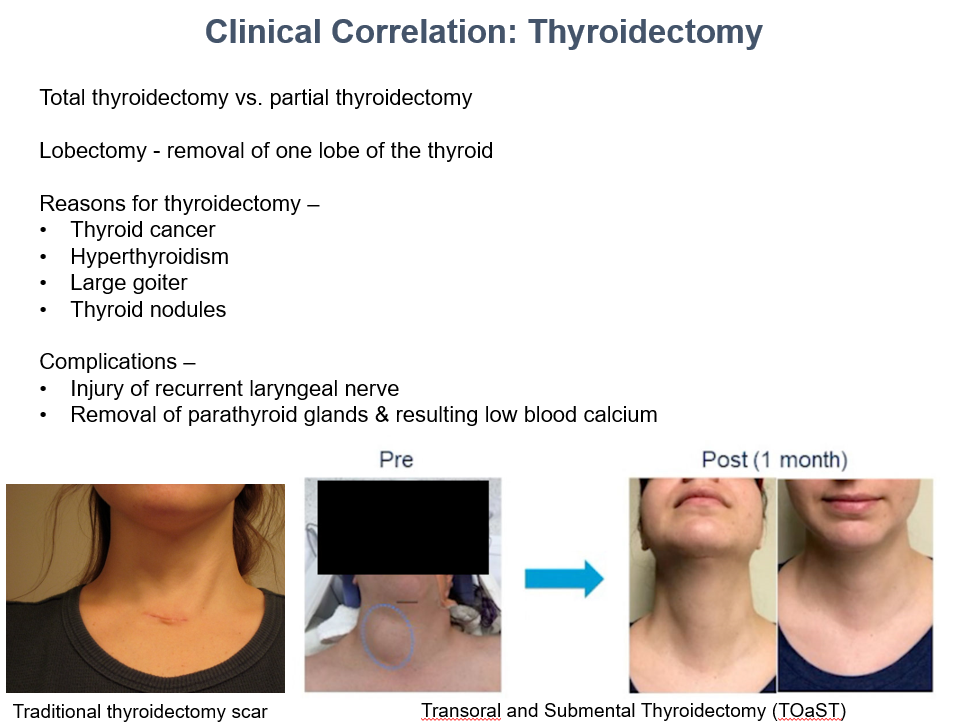 Clinical Correlation: Thyroidectomy
Total thyroidectomy vs. partial thyroidectomy
Lobectomy - removal of one lobe of the thyroid
Reasons for thyroidectomy –
• Thyroid cancer
• Hyperthyroidism
• Large goiter
• Thyroid nodules
Complications –
• Injury of recurrent laryngeal nerve
• Removal of parathyroid glands & resulting low blood calcium
Pre
Post (1 month)
Traditional thyroidectomy scar
Transoral and Submental Thyroidectomy (TOaST)